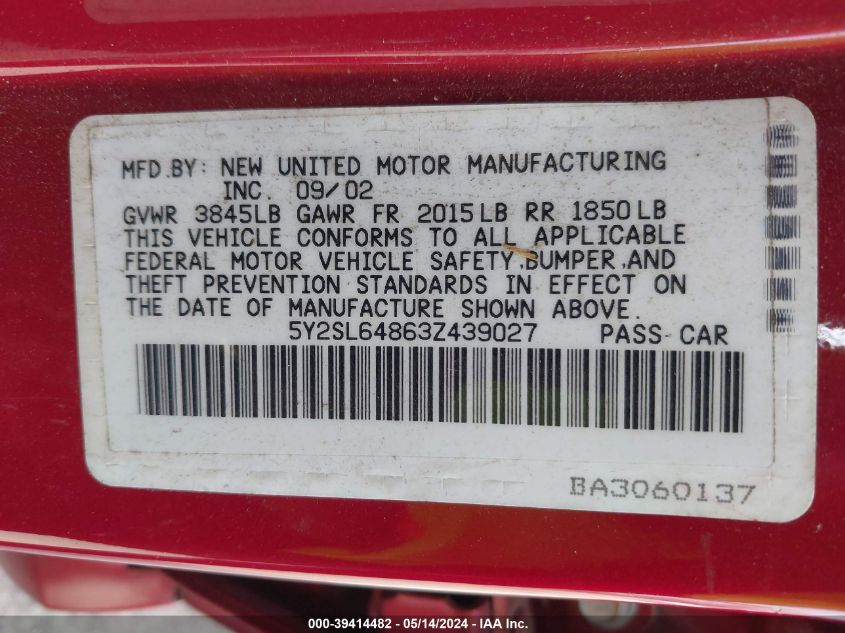 MFD.BY: NEW UNITED MOTOR MANUFACTURING
INC. 09/02
GVWR 3845LB GAWR FR 2015LB RR 1850LB
THIS VEHICLE CONFORMS TO ALL APPLICABLE
FEDERAL MOTOR VEHICLE SAFETY,BUMPER,AND
THEFT PREVENTION STANDARDS IN EFFECT ON
THE DATE OF MANUFACTURE SHOWN ABOVE.
5Y2SL64863Z439027 PASS CAR
BA3060137
000-39414482 - 05/14/2024 - IAA Inc.